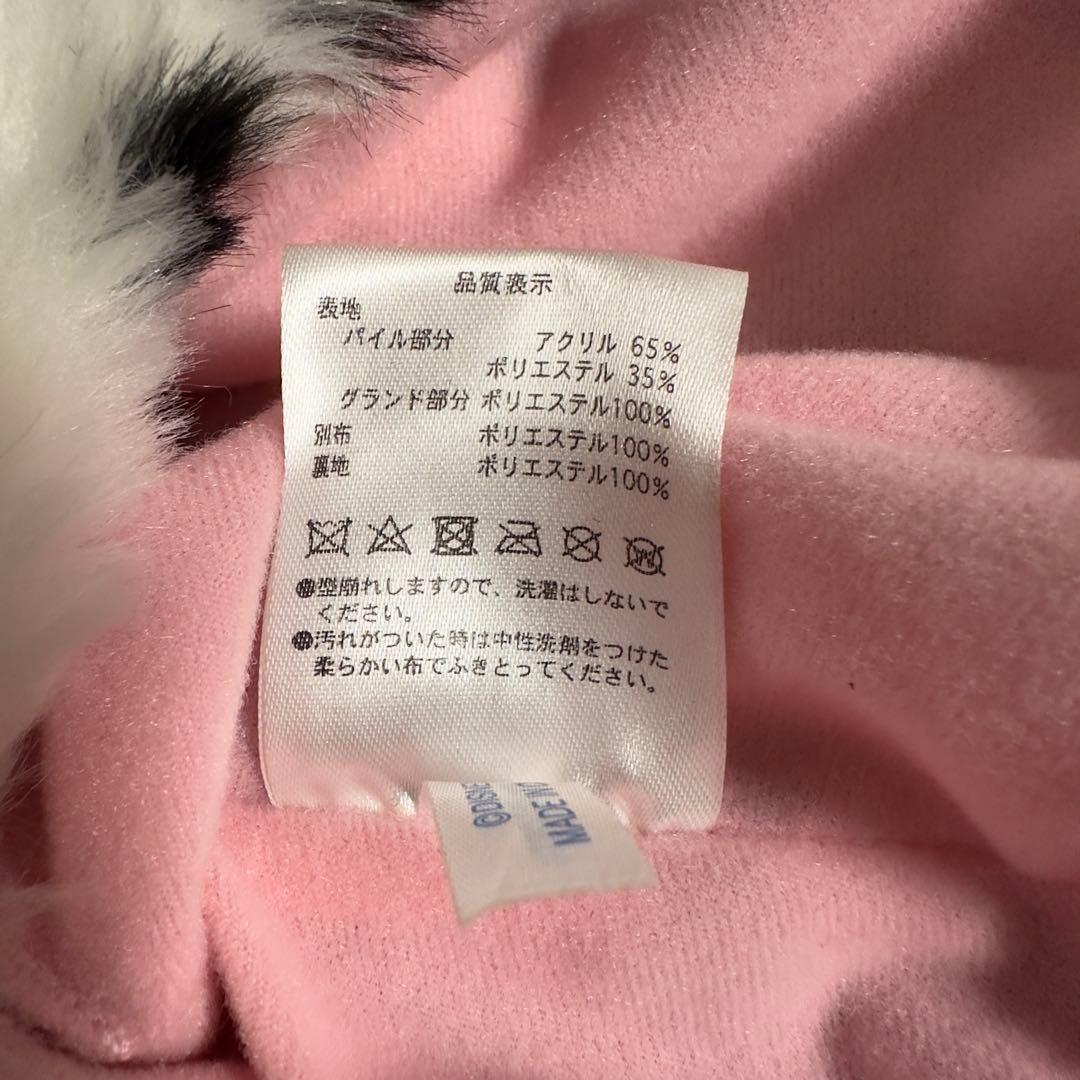 品質表示
表地
パイル部分 アクリル 65%
ポリエステル 35%
グランド部分 ポリエステル100%
別布 ポリエステル100%
裏地 ポリエステル100%
●型崩れしますので、洗濯はしないで
ください。
●汚れがついた時は中性洗剤をつけた
柔らかい布でふきとってください。
MADE